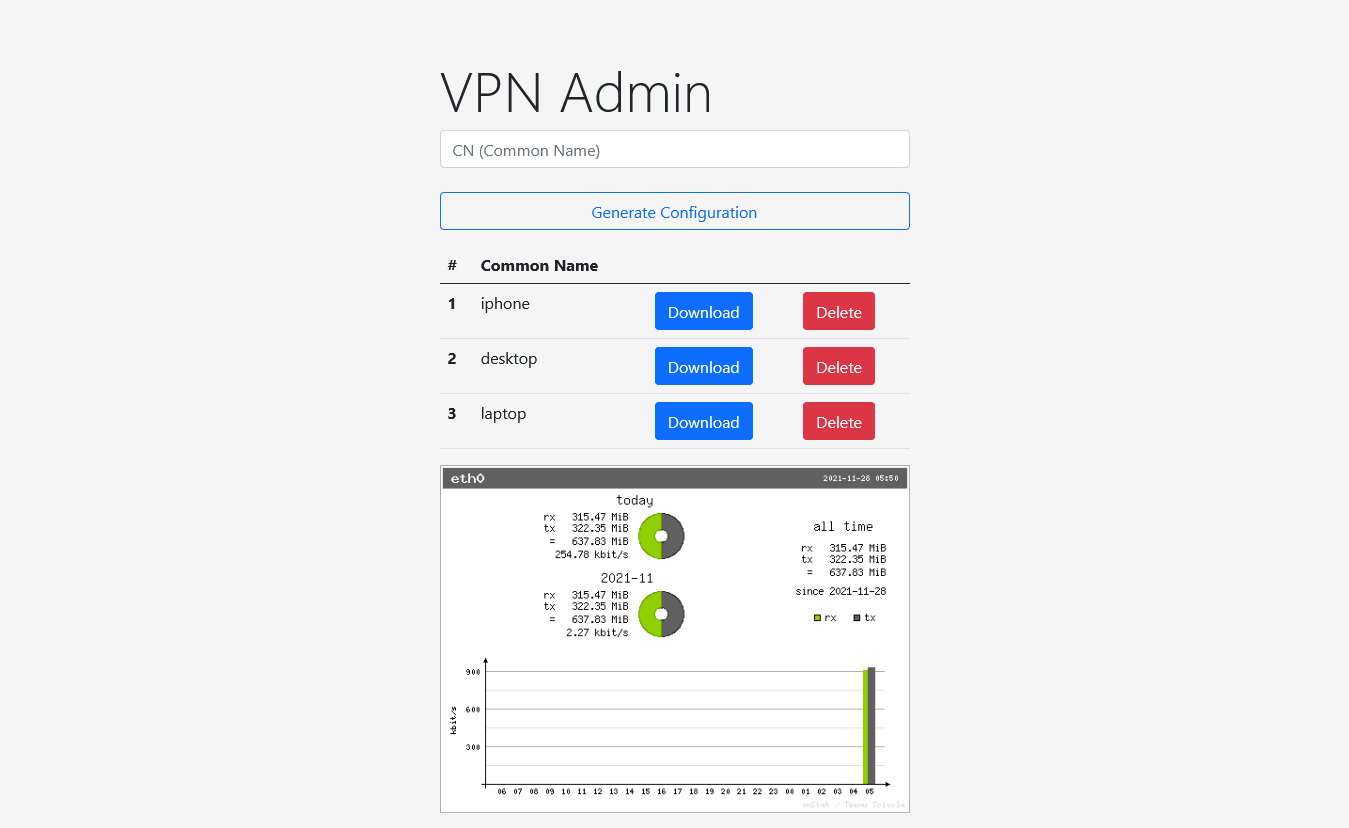 VPN Admin
CN (Common Name)
Generate Configuration
# Common Name
1 iphone Download Delete
2 desktop Download Delete
3 laptop Download Delete
eth0 2021-11-28 05:50
today
rx 315.47 MiB
tx 322.35 MiB
= 637.83 MiB
254.78 kbit/s
2021-11
rx 315.47 MiB
tx 322.35 MiB
= 637.83 MiB
2.27 kbit/s
all time
rx 315.47 MiB
tx 322.35 MiB
= 637.83 MiB
since 2021-11-28
rx tx
900
600
300
kbit/s
06 07 08 09 10 11 12 13 14 15 16 17 18 19 20 21 22 23 00 01 02 03 04 05
vnStat / Teemu Toivola